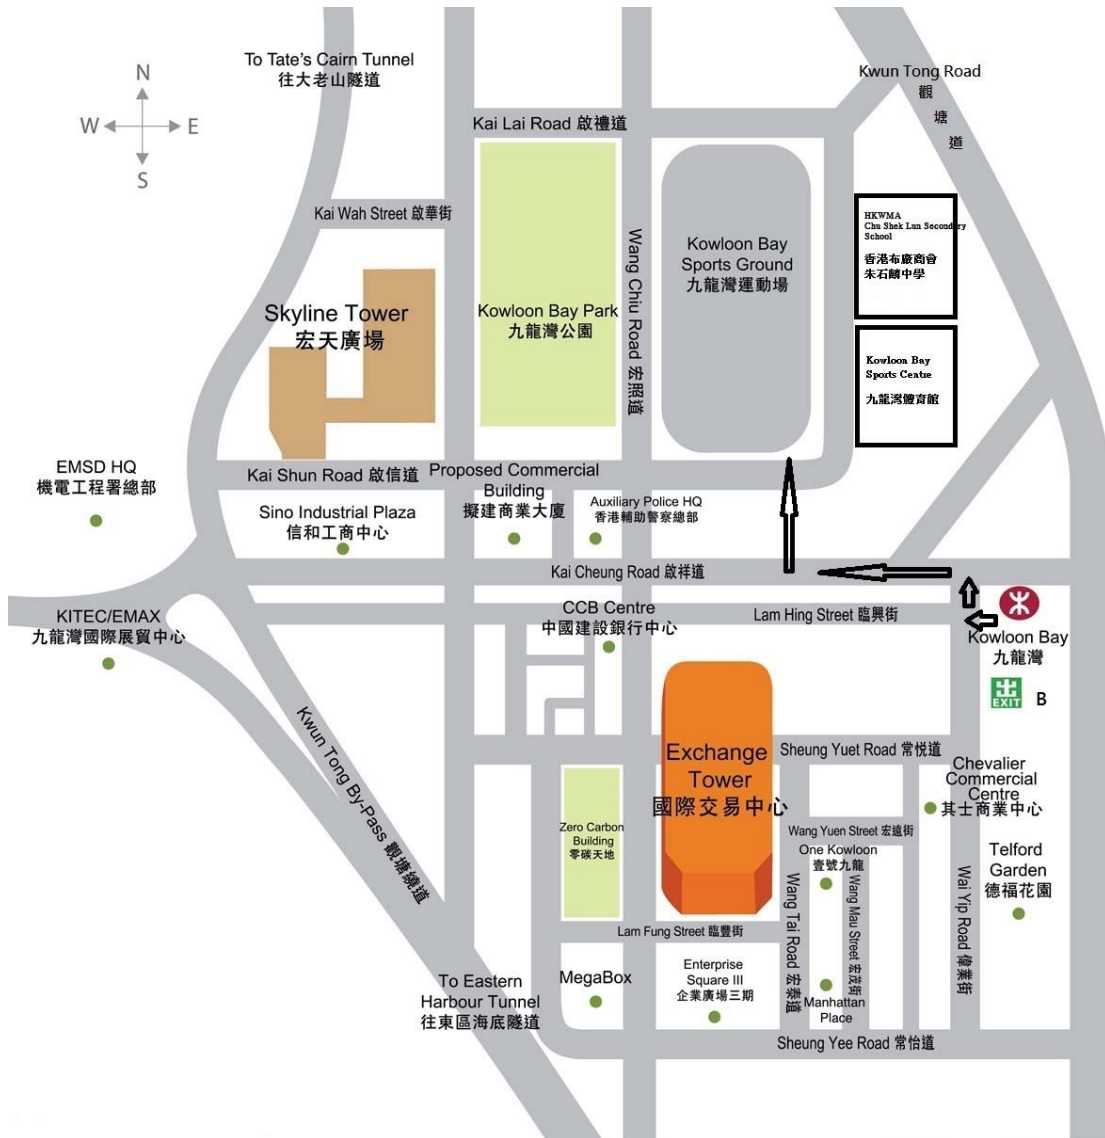 To Tate's Cairn Tunnel
往大老山隧道
N
W
E
S
Kwun Tong Road
觀
塘
道
Kai Lai Road 啟禮道
Kai Wah Street 啟華街
HKWMA
Chu Shek Lun Secondary
School
香港布廠商會
朱石麟中學
Kowloon Bay
Sports Ground
九龍灣運動場
Wang Chiu Road 宏照道
Skyline Tower
宏天廣場
Kowloon Bay Park
九龍灣公園
Kowloon Bay
Sports Centre
九龍灣體育館
EMSD HQ
機電工程署總部
Kai Shun Road 啟信道
Proposed Commercial
Building
擬建商業大廈
Sino Industrial Plaza
信和工商中心
Auxiliary Police HQ
香港輔助警察總部
Kai Cheung Road 啟祥道
KITEC/EMAX
九龍灣國際展貿中心
CCB Centre
中國建設銀行中心
Lam Hing Street 臨興街
Kowloon Bay
九龍灣
出
EXIT
B
Kwun Tong By-Pass 觀塘繞道
Exchange
Tower
國際交易中心
Sheung Yuet Road 常悦道
Chevalier
Commercial
Centre
其士商業中心
Zero Carbon
Building
零碳天地
Wang Yuen Street 宏遠街
One Kowloon
壹號九龍
Telford
Garden
德福花園
Wang Tai Road 宏泰道
Wang Mau Street 宏茂街
Wai Yip Road 偉業街
Lam Fung Street 臨豐街
To Eastern
Harbour Tunnel
往東區海底隧道
MegaBox
Enterprise
Square III
企業廣場三期
Manhattan
Place
Sheung Yee Road 常怡道